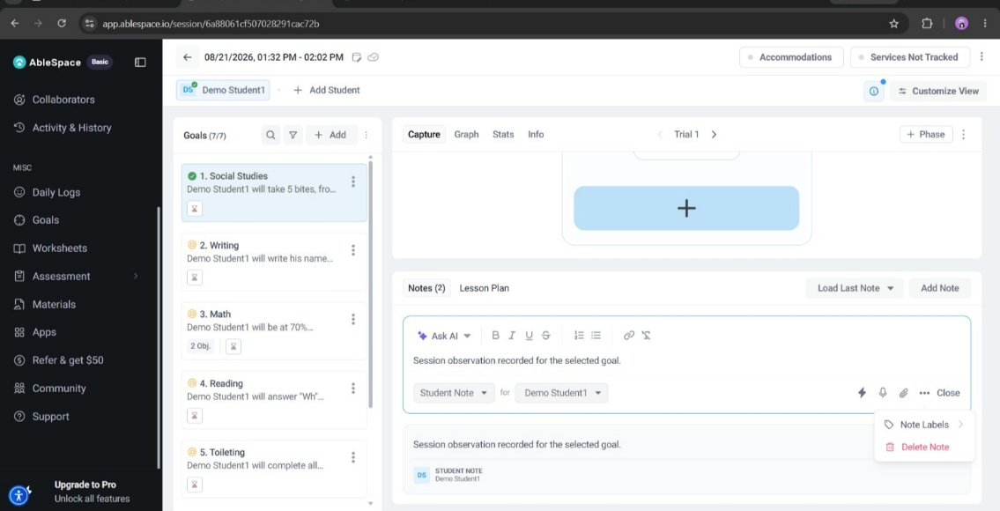 app.ablespace.io/session/6a88061cf507028291cac72b
AbleSpace Basic
Collaborators
Activity & History
MISC
Daily Logs
Goals
Worksheets
Assessment
Materials
Apps
Refer & get $50
Community
Support
Upgrade to Pro
Unlock all features
08/21/2026, 01:32 PM - 02:02 PM
Accommodations
Services Not Tracked
DS Demo Student1
+ Add Student
Customize View
Goals (7/7)
+ Add
1. Social Studies
Demo Student1 will take 5 bites, fro...
2. Writing
Demo Student1 will write his name...
3. Math
Demo Student1 will be at 70%...
2 Obj.
4. Reading
Demo Student1 will answer "Wh"...
5. Toileting
Demo Student1 will complete all...
Capture Graph Stats Info
Trial 1
+ Phase
+
Notes (2) Lesson Plan
Load Last Note
Add Note
Ask AI B I U S
Session observation recorded for the selected goal.
Student Note for Demo Student1
Close
Note Labels
Delete Note
Session observation recorded for the selected goal.
DS STUDENT NOTE
Demo Student1